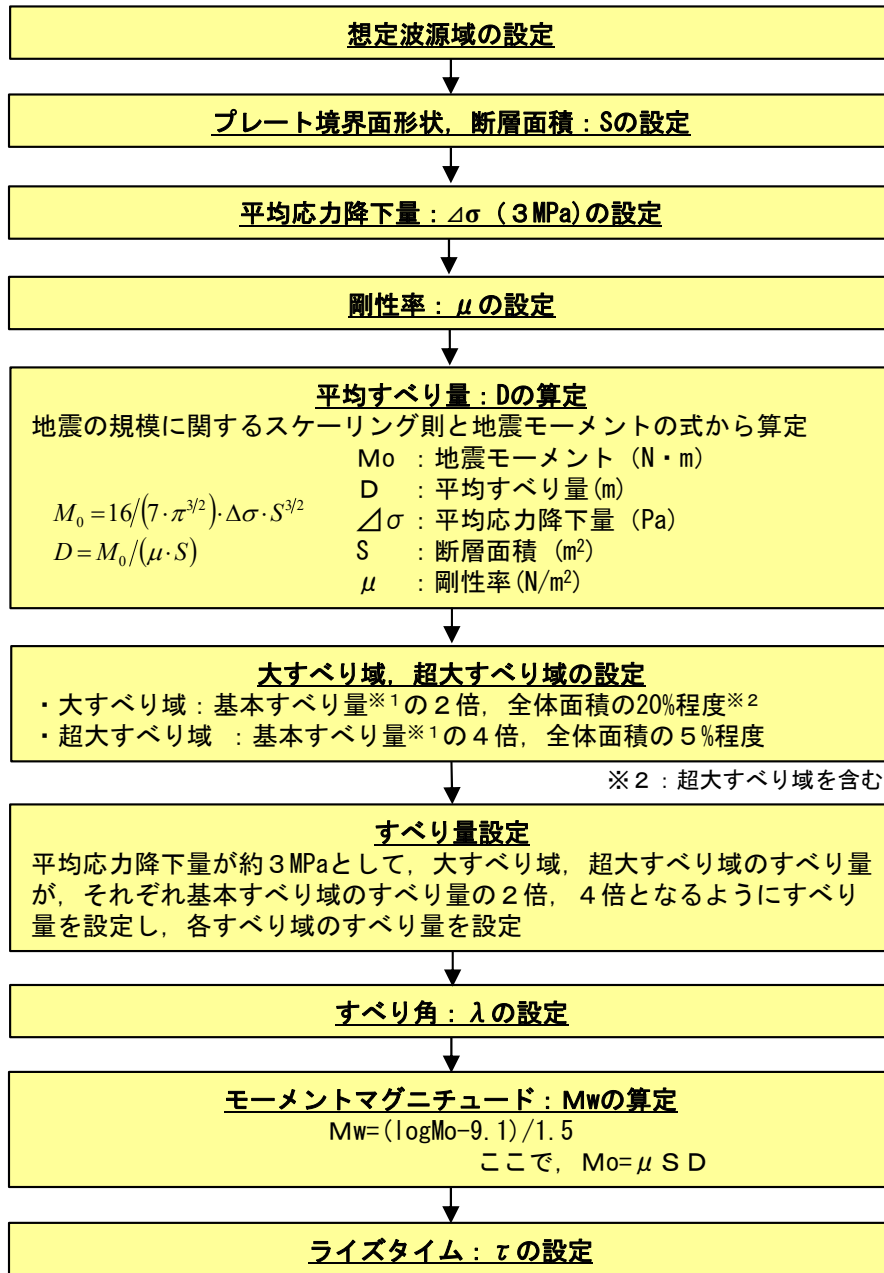 想定波源域の設定
プレート境界面形状，断層面積：Sの設定
平均応力降下量：⊿σ（３MPa)の設定
剛性率：μの設定
平均すべり量：Dの算定
地震の規模に関するスケーリング則と地震モーメントの式から算定
Ｍo ：地震モーメント（N・m）
Ｄ ：平均すべり量(m)
⊿σ：平均応力降下量（Pa）
S ：断層面積（m²）
μ ：剛性率(N/m²)
M₀ = 16/(7・π^{3/2})・Δσ・S^{3/2}
D = M₀/(μ・S)
大すべり域，超大すべり域の設定
・大すべり域：基本すべり量※１の２倍，全体面積の20%程度※２
・超大すべり域 ：基本すべり量※１の４倍，全体面積の５%程度
※２：超大すべり域を含む
すべり量設定
平均応力降下量が約３MPaとして，大すべり域，超大すべり域のすべり量
が，それぞれ基本すべり域のすべり量の２倍，４倍となるようにすべり
量を設定し，各すべり域のすべり量を設定
すべり角：λの設定
モーメントマグニチュード：Ｍwの算定
Ｍw=(logMo-9.1)/1.5
ここで，Ｍo=μＳＤ
ライズタイム：τの設定